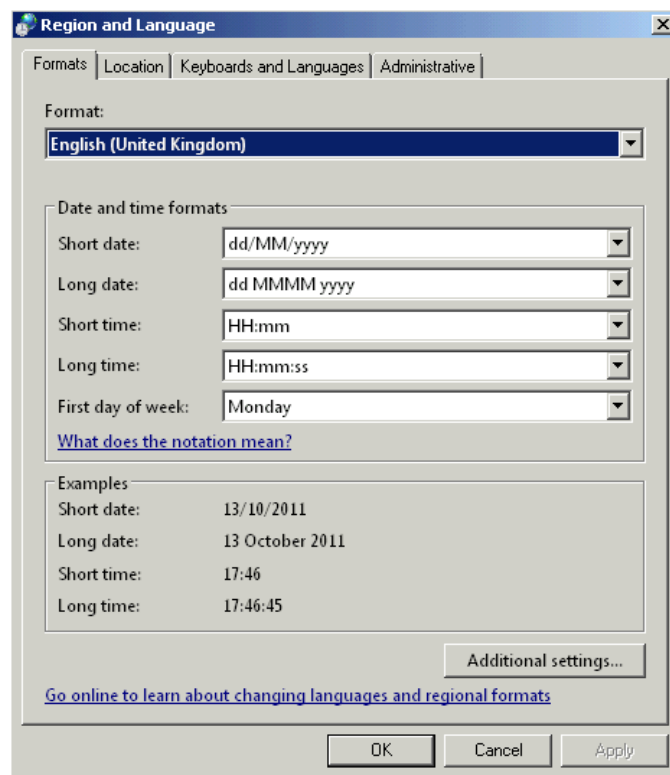 Region and Language
Formats Location Keyboards and Languages Administrative
Format:
English (United Kingdom)
Date and time formats
Short date: dd/MM/yyyy
Long date: dd MMMM yyyy
Short time: HH:mm
Long time: HH:mm:ss
First day of week: Monday
What does the notation mean?
Examples
Short date: 13/10/2011
Long date: 13 October 2011
Short time: 17:46
Long time: 17:46:45
Additional settings...
Go online to learn about changing languages and regional formats
OK Cancel Apply